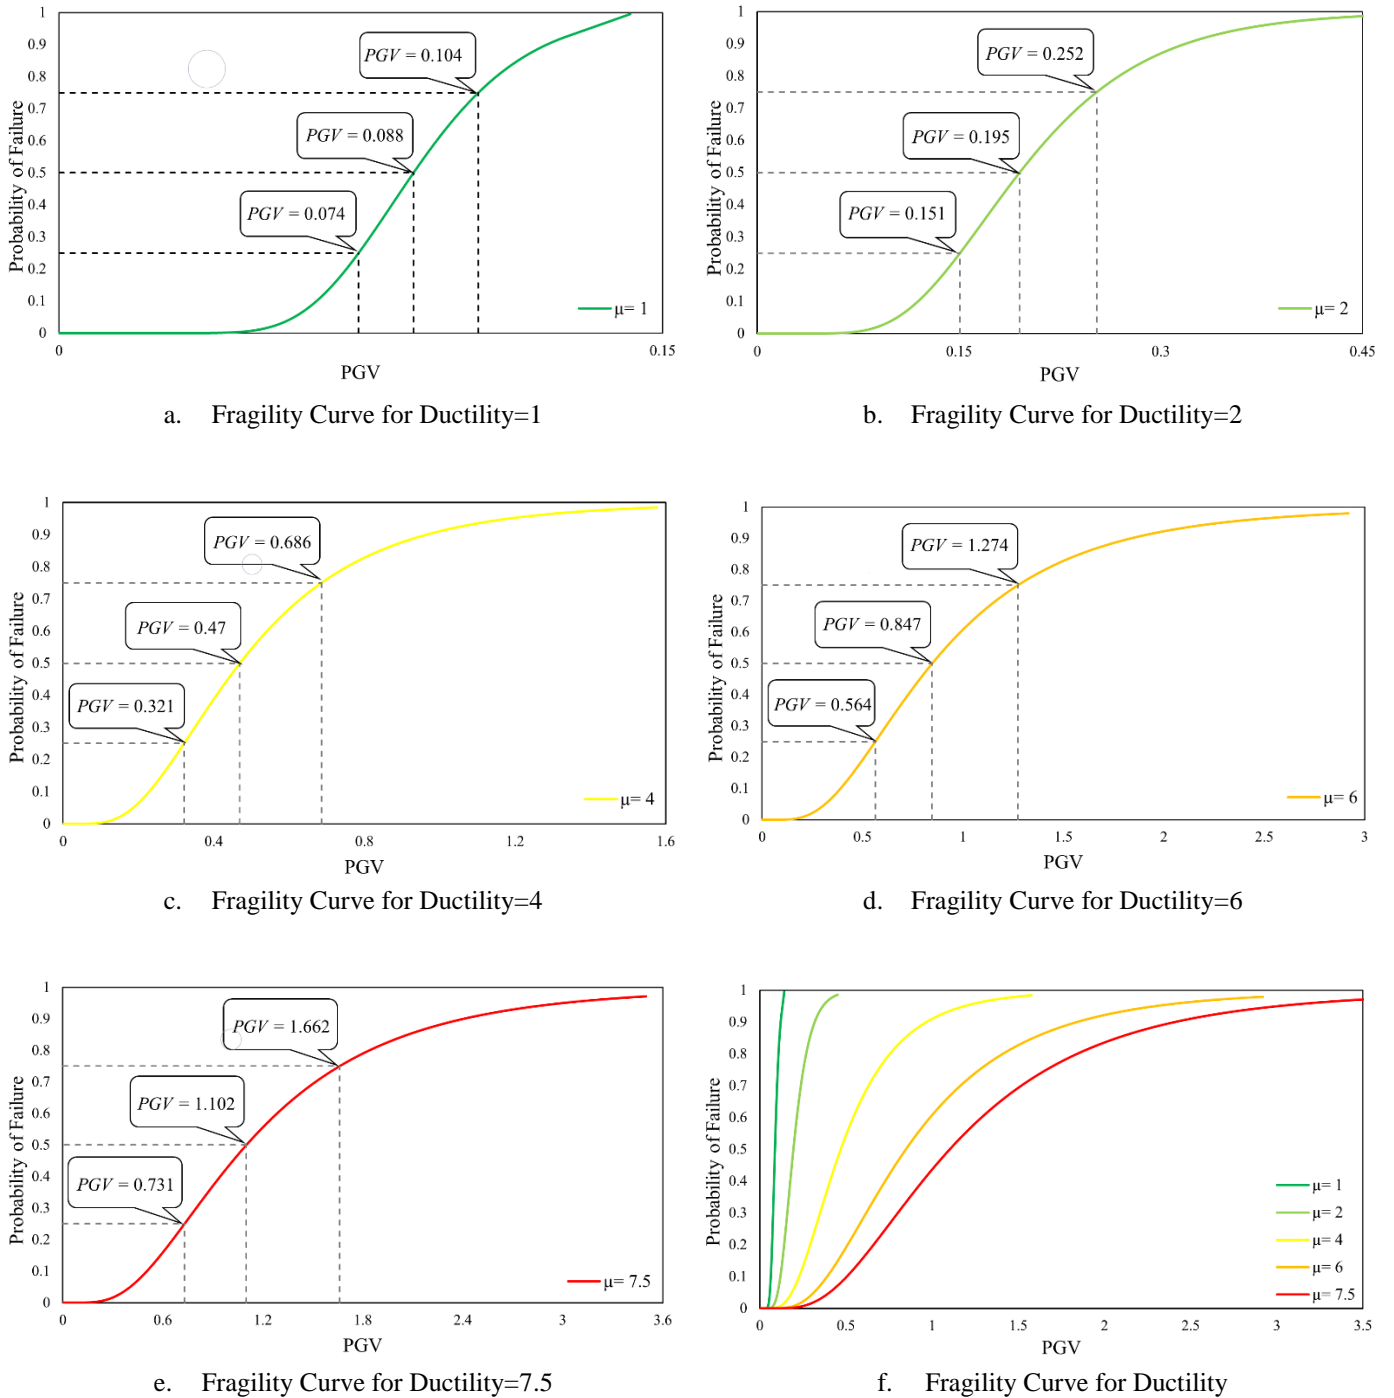 1
0.9
0.8
0.7
0.6
0.5
0.4
0.3
0.2
0.1
0
Probability of Failure
PGV = 0.104
PGV = 0.088
PGV = 0.074
μ= 1
0
0.15
PGV
a. Fragility Curve for Ductility=1
1
0.9
0.8
0.7
0.6
0.5
0.4
0.3
0.2
0.1
0
Probability of Failure
PGV = 0.252
PGV = 0.195
PGV = 0.151
μ= 2
0
0.15
0.3
0.45
PGV
b. Fragility Curve for Ductility=2
1
0.9
0.8
0.7
0.6
0.5
0.4
0.3
0.2
0.1
0
Probability of Failure
PGV = 0.686
PGV = 0.47
PGV = 0.321
μ= 4
0
0.4
0.8
1.2
1.6
PGV
c. Fragility Curve for Ductility=4
1
0.9
0.8
0.7
0.6
0.5
0.4
0.3
0.2
0.1
0
Probability of Failure
PGV = 1.274
PGV = 0.847
PGV = 0.564
μ= 6
0
0.5
1
1.5
2
2.5
3
PGV
d. Fragility Curve for Ductility=6
1
0.9
0.8
0.7
0.6
0.5
0.4
0.3
0.2
0.1
0
Probability of Failure
PGV = 1.662
PGV = 1.102
PGV = 0.731
μ= 7.5
0
0.6
1.2
1.8
2.4
3
3.6
PGV
e. Fragility Curve for Ductility=7.5
1
0.9
0.8
0.7
0.6
0.5
0.4
0.3
0.2
0.1
0
Probability of Failure
μ= 1
μ= 2
μ= 4
μ= 6
μ= 7.5
0
0.5
1
1.5
2
2.5
3
3.5
PGV
f. Fragility Curve for Ductility